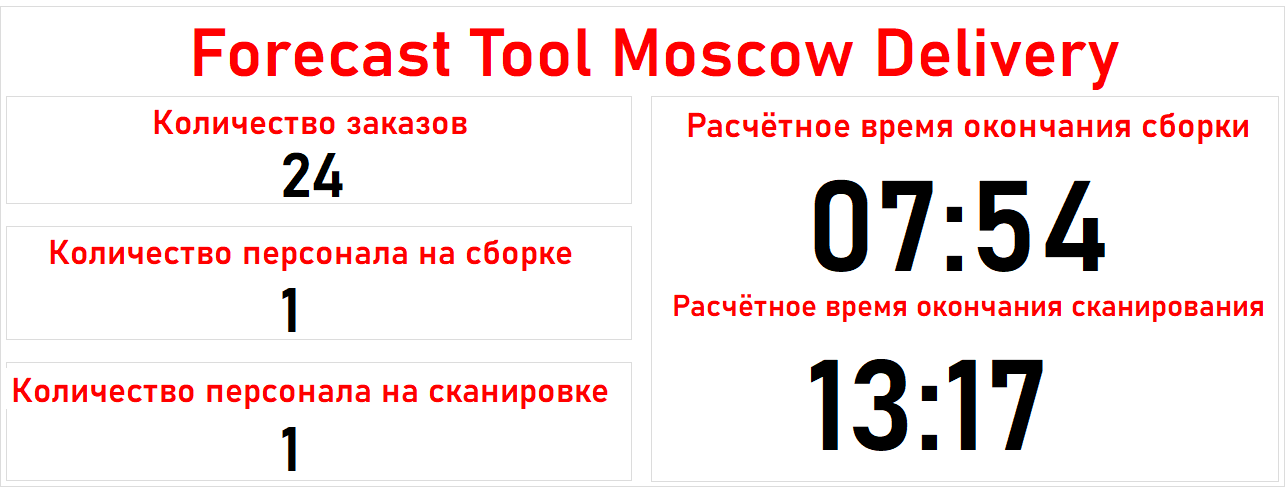 Forecast Tool Moscow Delivery
Количество заказов
24
Количество персонала на сборке
1
Количество персонала на сканировке
1
Расчётное время окончания сборки
07:54
Расчётное время окончания сканирования
13:17